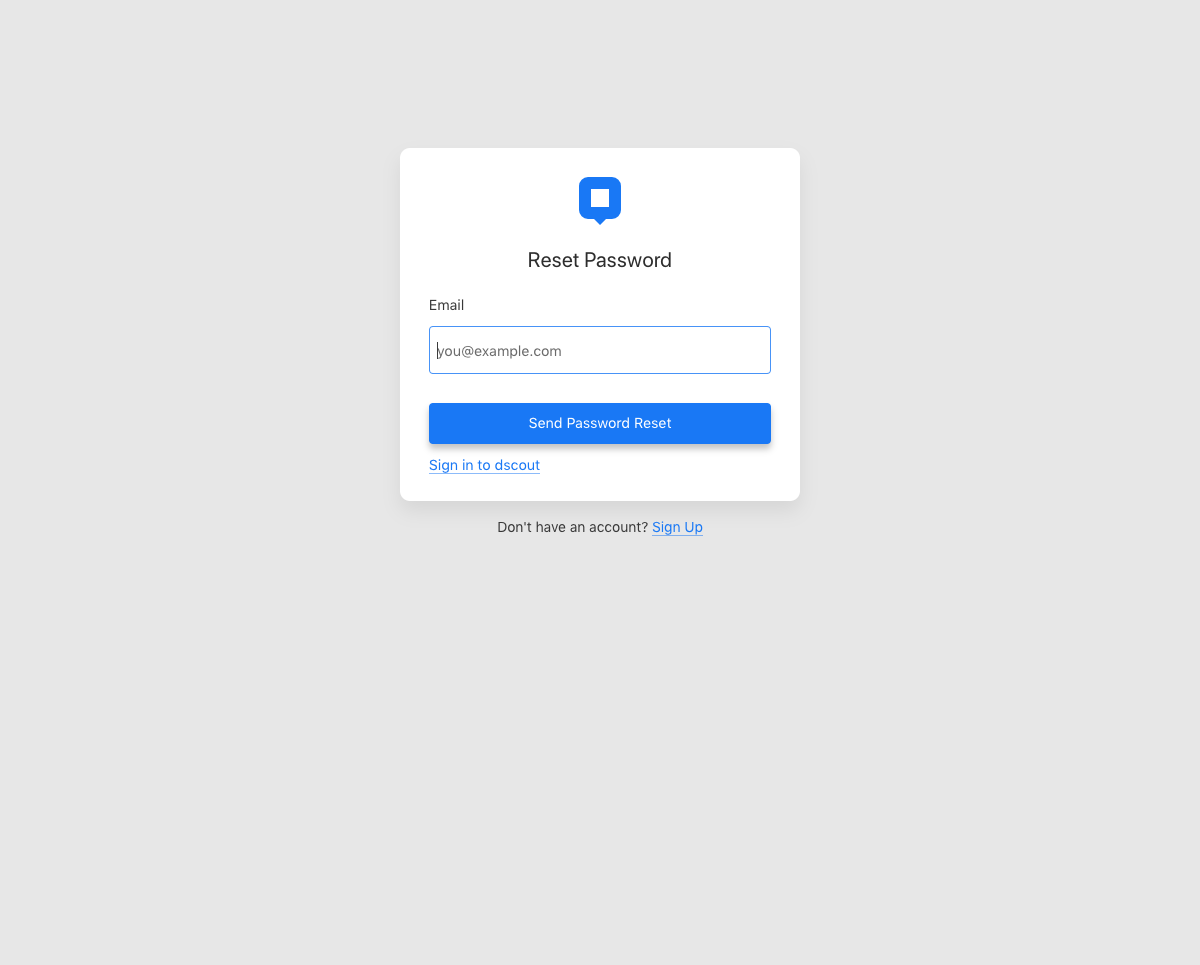 Reset Password
Email
you@example.com
Send Password Reset
Sign in to dscout
Don't have an account? Sign Up